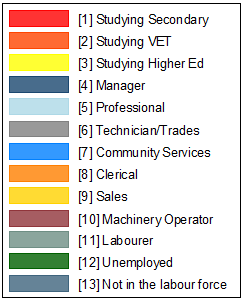 [1] Studying Secondary
[2] Studying VET
[3] Studying Higher Ed
[4] Manager
[5] Professional
[6] Technician/Trades
[7] Community Services
[8] Clerical
[9] Sales
[10] Machinery Operator
[11] Labourer
[12] Unemployed
[13] Not in the labour force